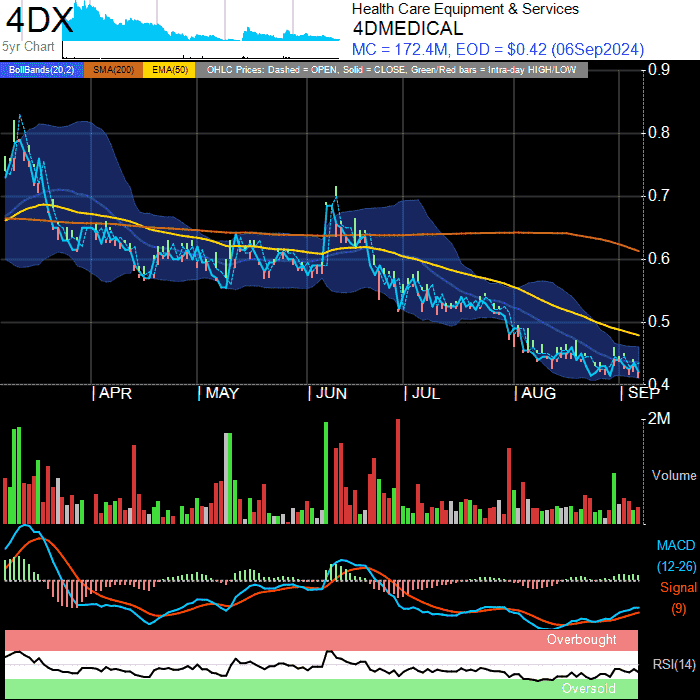 4DX
5yr Chart
Health Care Equipment & Services
4DMEDICAL
MC = 172.4M, EOD = $0.42 (06Sep2024)
BollBands(20,2) SMA(200) EMA(50) OHLC Prices: Dashed = OPEN, Solid = CLOSE, Green/Red bars = Intra-day HIGH/LOW
0.9
0.8
0.7
0.6
0.5
0.4
APR MAY JUN JUL AUG SEP
2M
Volume
MACD
(12-26)
Signal
(9)
Overbought
RSI(14)
Oversold